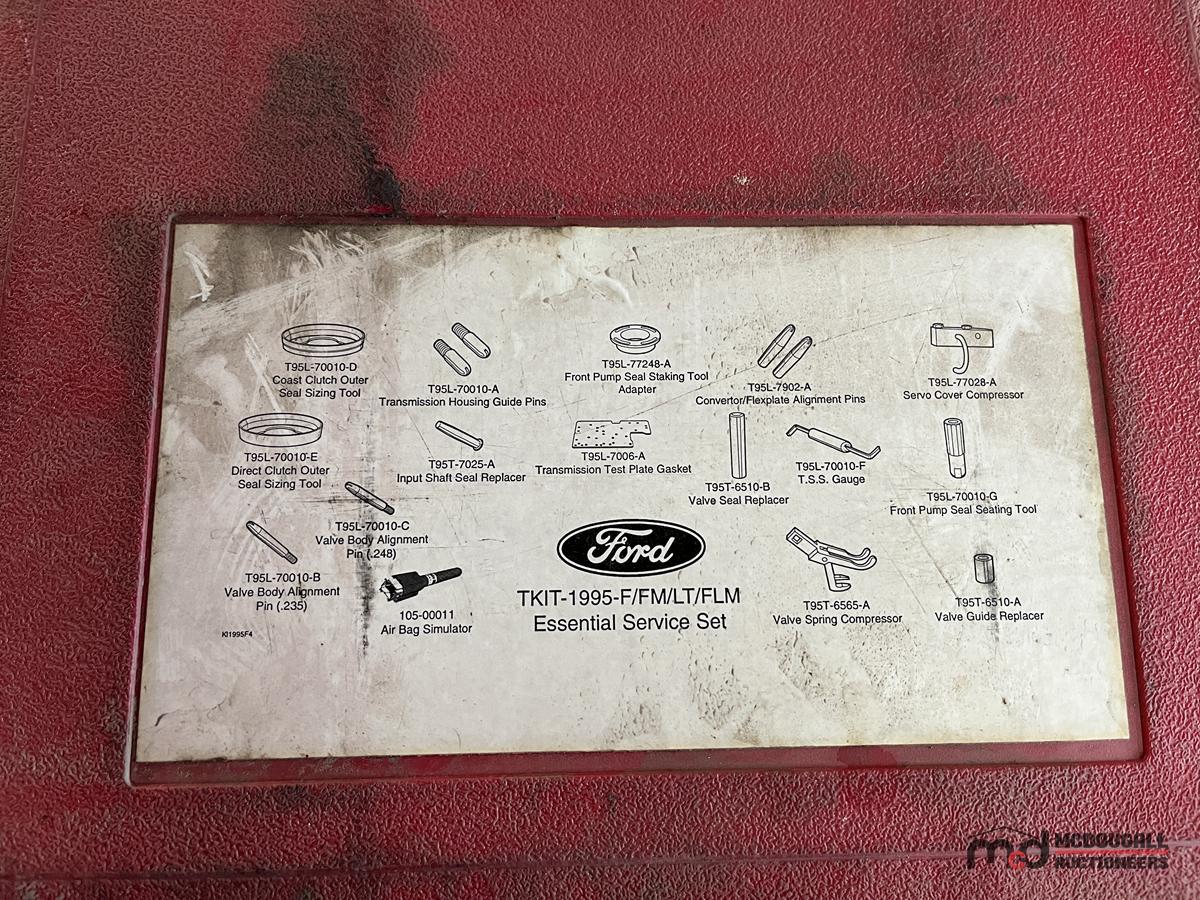 T95L-70010-D
Coast Clutch Outer
Seal Sizing Tool
T95L-70010-A
Transmission Housing Guide Pins
T95L-77248-A
Front Pump Seal Staking Tool
Adapter
T95L-7902-A
Convertor/Flexplate Alignment Pins
T95L-77028-A
Servo Cover Compressor
T95L-70010-E
Direct Clutch Outer
Seal Sizing Tool
T95T-7025-A
Input Shaft Seal Replacer
T95L-7006-A
Transmission Test Plate Gasket
T95T-6510-B
Valve Seal Replacer
T95L-70010-F
T.S.S. Gauge
T95L-70010-G
Front Pump Seal Seating Tool
T95L-70010-C
Valve Body Alignment
Pin (.248)
T95L-70010-B
Valve Body Alignment
Pin (.235)
105-00011
Air Bag Simulator
Ford
TKIT-1995-F/FM/LT/FLM
Essential Service Set
T95T-6565-A
Valve Spring Compressor
T95T-6510-A
Valve Guide Replacer
KI1995F4
mcd MCDOUGALL
AUCTIONEERS